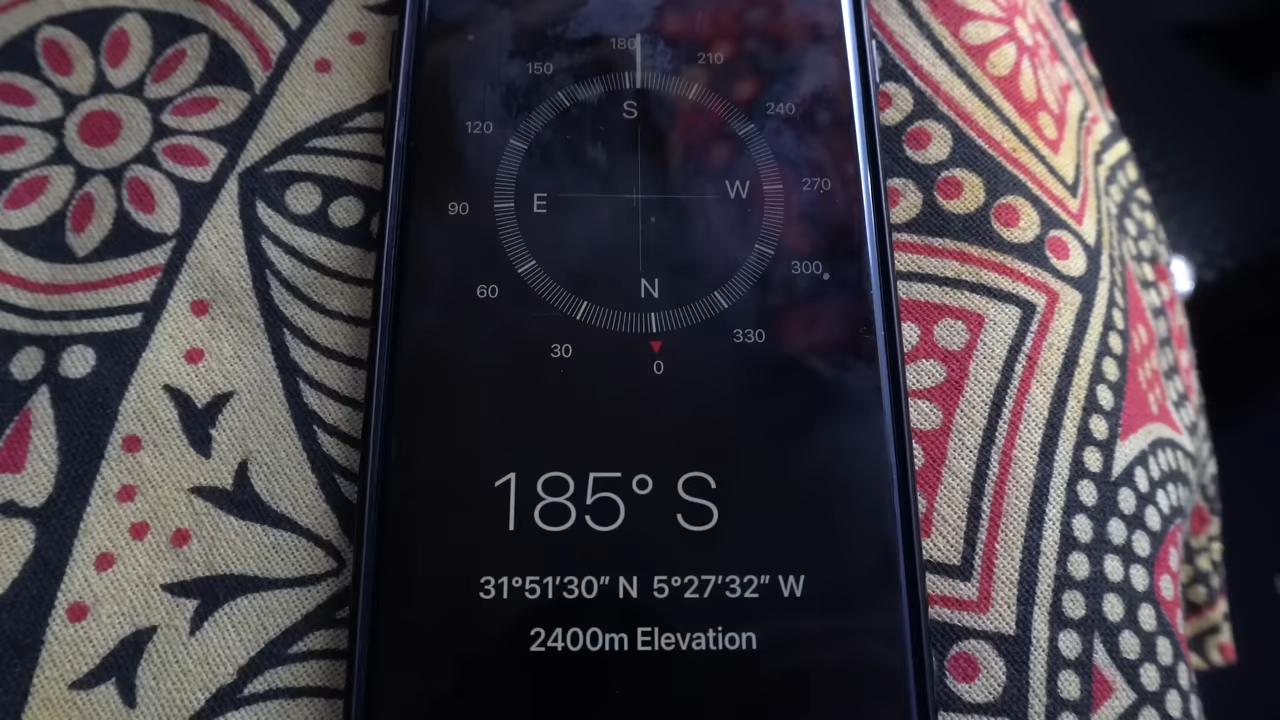 180
150 210
120 240
S
90 E W 270
60 N 300
30 330
0
185° S
31°51'30" N 5°27'32" W
2400m Elevation